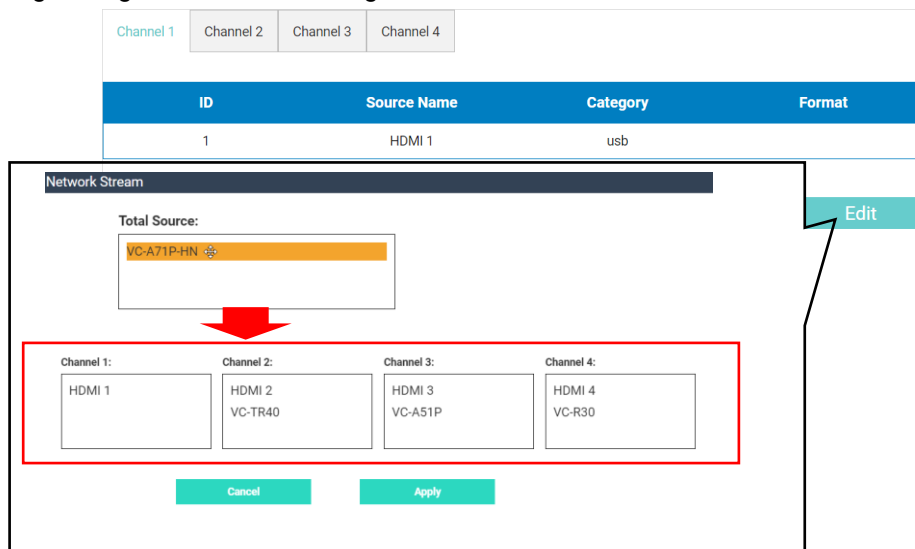 Channel 1 Channel 2 Channel 3 Channel 4
ID Source Name Category Format
1 HDMI 1 usb
Edit
Network Stream
Total Source:
VC-A71P-HN
Channel 1: Channel 2: Channel 3: Channel 4:
HDMI 1 HDMI 2 HDMI 3 HDMI 4
VC-TR40 VC-A51P VC-R30
Cancel Apply